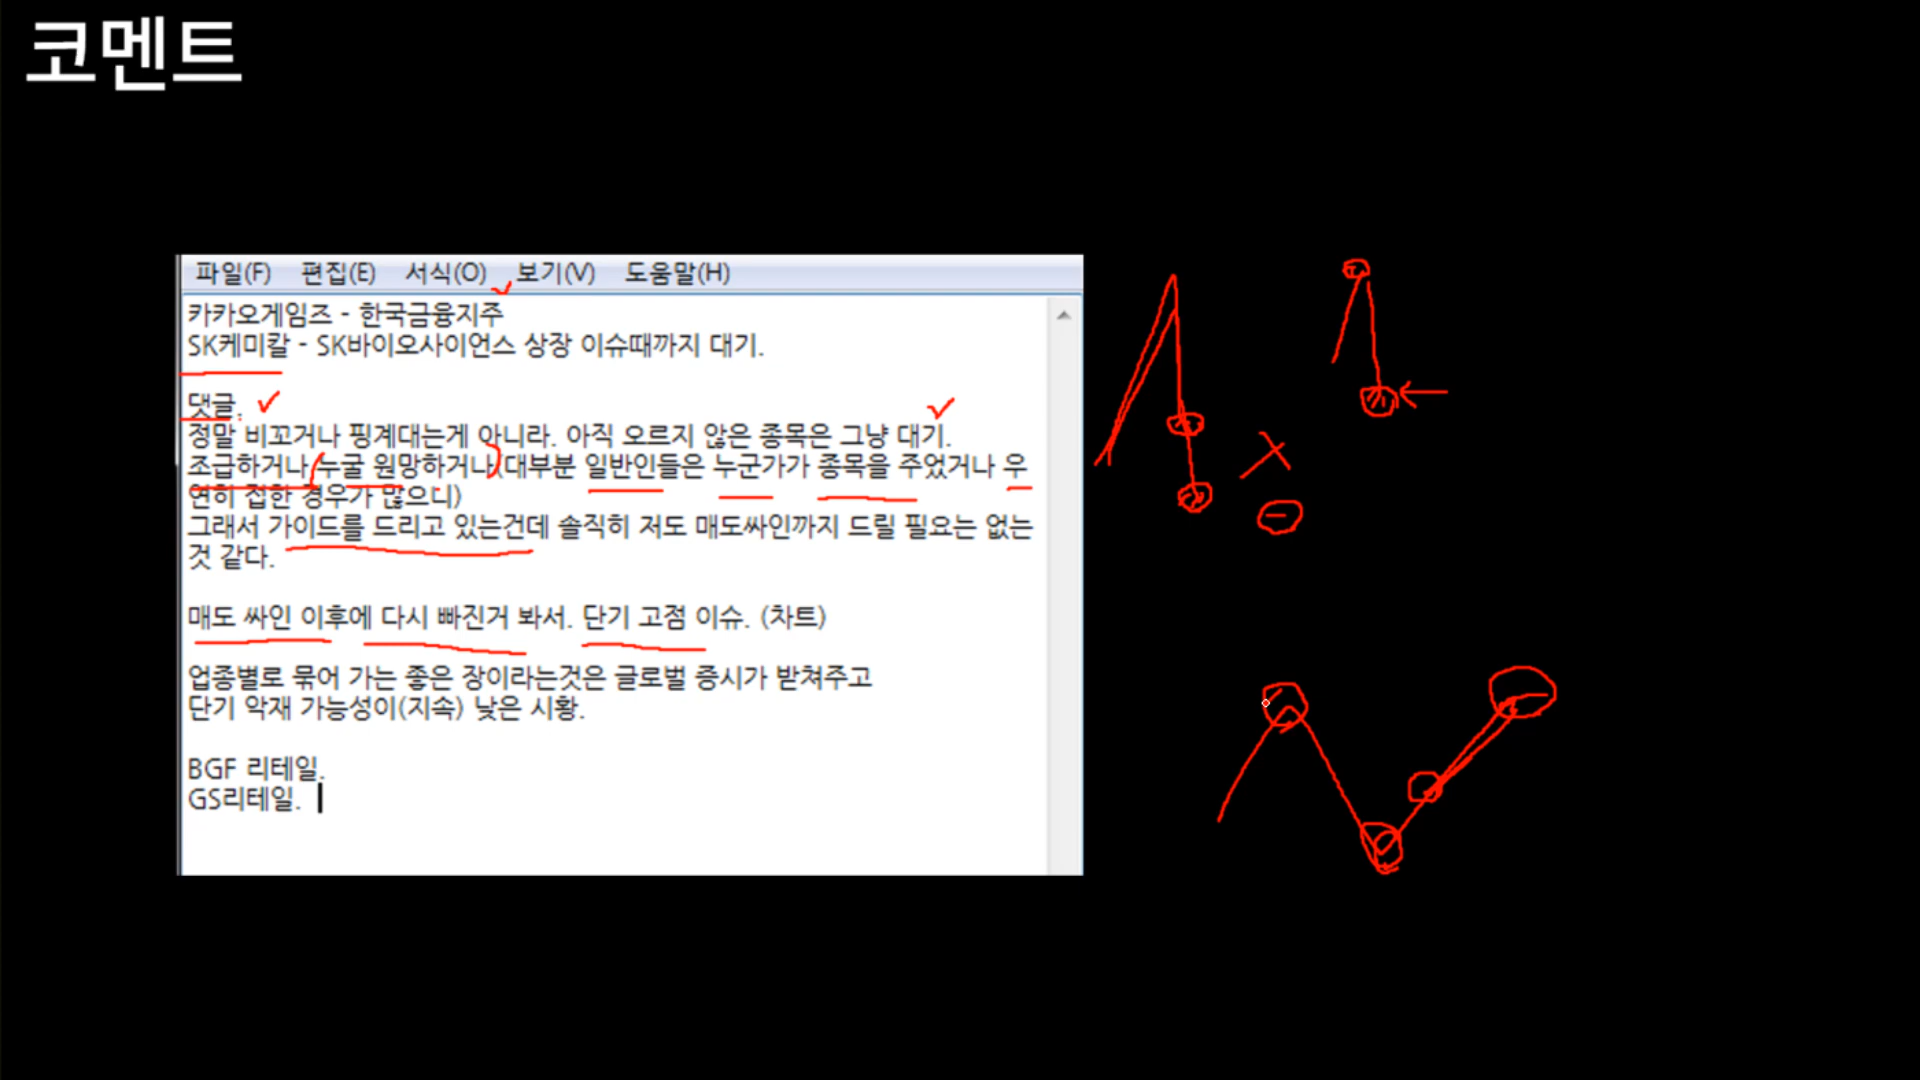 코멘트
파일(F) 편집(E) 서식(O) 보기(V) 도움말(H)
카카오게임즈 - 한국금융지주
SK케미칼 - SK바이오사이언스 상장 이슈때까지 대기.
댓글.
정말 비꼬거나 핑계대는게 아니라. 아직 오르지 않은 종목은 그냥 대기.
조급하거나 누굴 원망하거나(대부분 일반인들은 누군가가 종목을 주었거나 우
연히 접한 경우가 많으니)
그래서 가이드를 드리고 있는건데 솔직히 저도 매도싸인까지 드릴 필요는 없는
것 같다.
매도 싸인 이후에 다시 빠진거 봐서. 단기 고점 이슈. (차트)
업종별로 묶어 가는 좋은 장이라는것은 글로벌 증시가 받쳐주고
단기 악재 가능성이(지속) 낮은 시황.
BGF 리테일.
GS리테일.